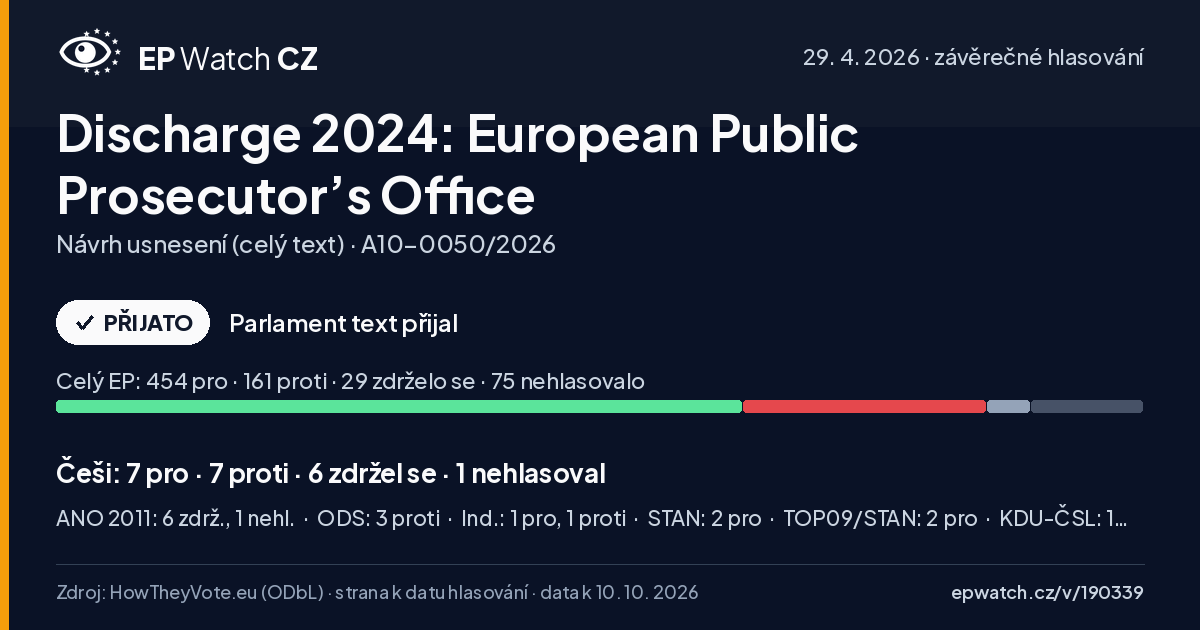 EP Watch CZ
29. 4. 2026 · závěrečné hlasování
Discharge 2024: European Public
Prosecutor’s Office
Návrh usnesení (celý text) · A10-0050/2026
✓ PŘIJATO
Parlament text přijal
Celý EP: 454 pro · 161 proti · 29 zdrželo se · 75 nehlasovalo
Češi: 7 pro · 7 proti · 6 zdržel se · 1 nehlasoval
ANO 2011: 6 zdrž., 1 nehl. · ODS: 3 proti · Ind.: 1 pro, 1 proti · STAN: 2 pro · TOP09/STAN: 2 pro · KDU-ČSL: 1…
Zdroj: HowTheyVote.eu (ODbL) · strana k datu hlasování · data k 10. 10. 2026
epwatch.cz/v/190339